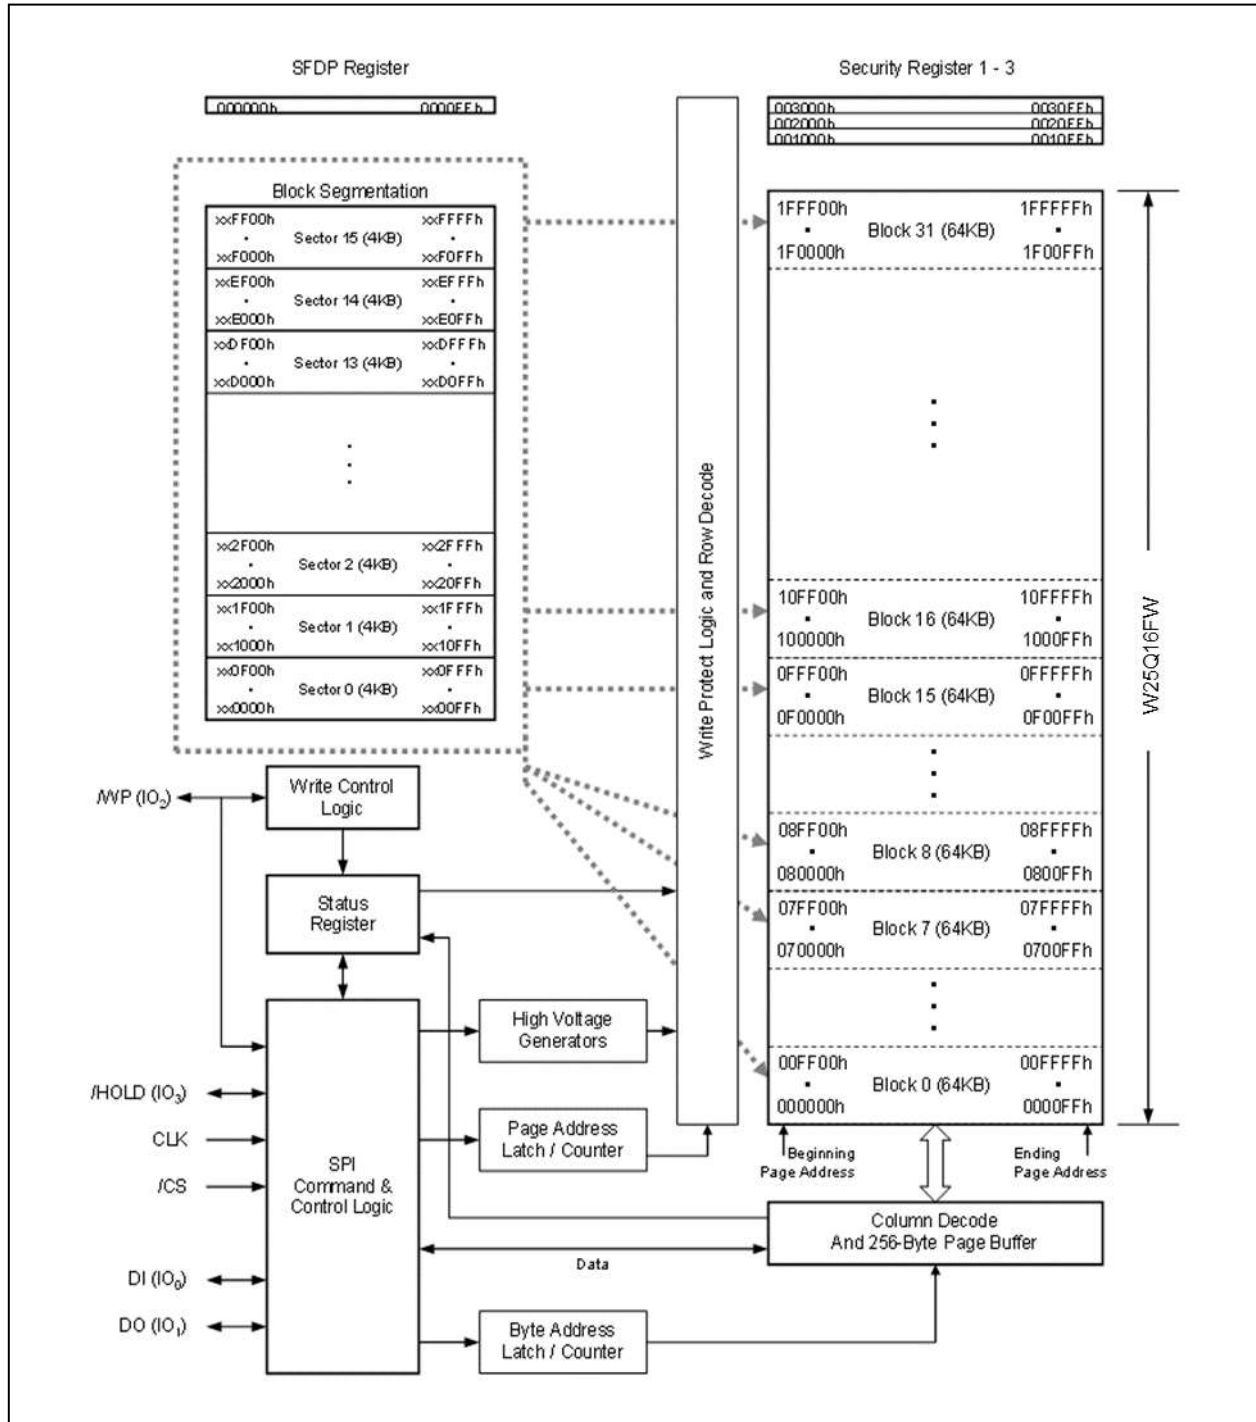 SFDP Register
000000h 0000FFh
Security Register 1 - 3
003000h 0030FFh
002000h 0020FFh
001000h 0010FFh
Block Segmentation
xxFF00h xxFFFFh
Sector 15 (4KB)
xxF000h xxF0FFh
xxEF00h xxEFFFh
Sector 14 (4KB)
xxE000h xxE0FFh
xxDF00h xxDFFFh
Sector 13 (4KB)
xxD000h xxD0FFh
xx2F00h xx2FFFh
Sector 2 (4KB)
xx2000h xx20FFh
xx1F00h xx1FFFh
Sector 1 (4KB)
xx1000h xx10FFh
xx0F00h xx0FFFh
Sector 0 (4KB)
xx0000h xx00FFh
Write Protect Logic and Row Decode
1FFF00h 1FFFFFh
Block 31 (64KB)
1F0000h 1F00FFh
10FF00h 10FFFFh
Block 16 (64KB)
100000h 1000FFh
0FFF00h 0FFFFFh
Block 15 (64KB)
0F0000h 0F00FFh
08FF00h 08FFFFh
Block 8 (64KB)
080000h 0800FFh
07FF00h 07FFFFh
Block 7 (64KB)
070000h 0700FFh
00FF00h 00FFFFh
Block 0 (64KB)
000000h 0000FFh
W25Q16FW
Beginning
Page Address
Ending
Page Address
/WP (IO2)
Write Control
Logic
Status
Register
High Voltage
Generators
/HOLD (IO3)
CLK
/CS
DI (IO0)
DO (IO1)
SPI
Command &
Control Logic
Page Address
Latch / Counter
Column Decode
And 256-Byte Page Buffer
Data
Byte Address
Latch / Counter